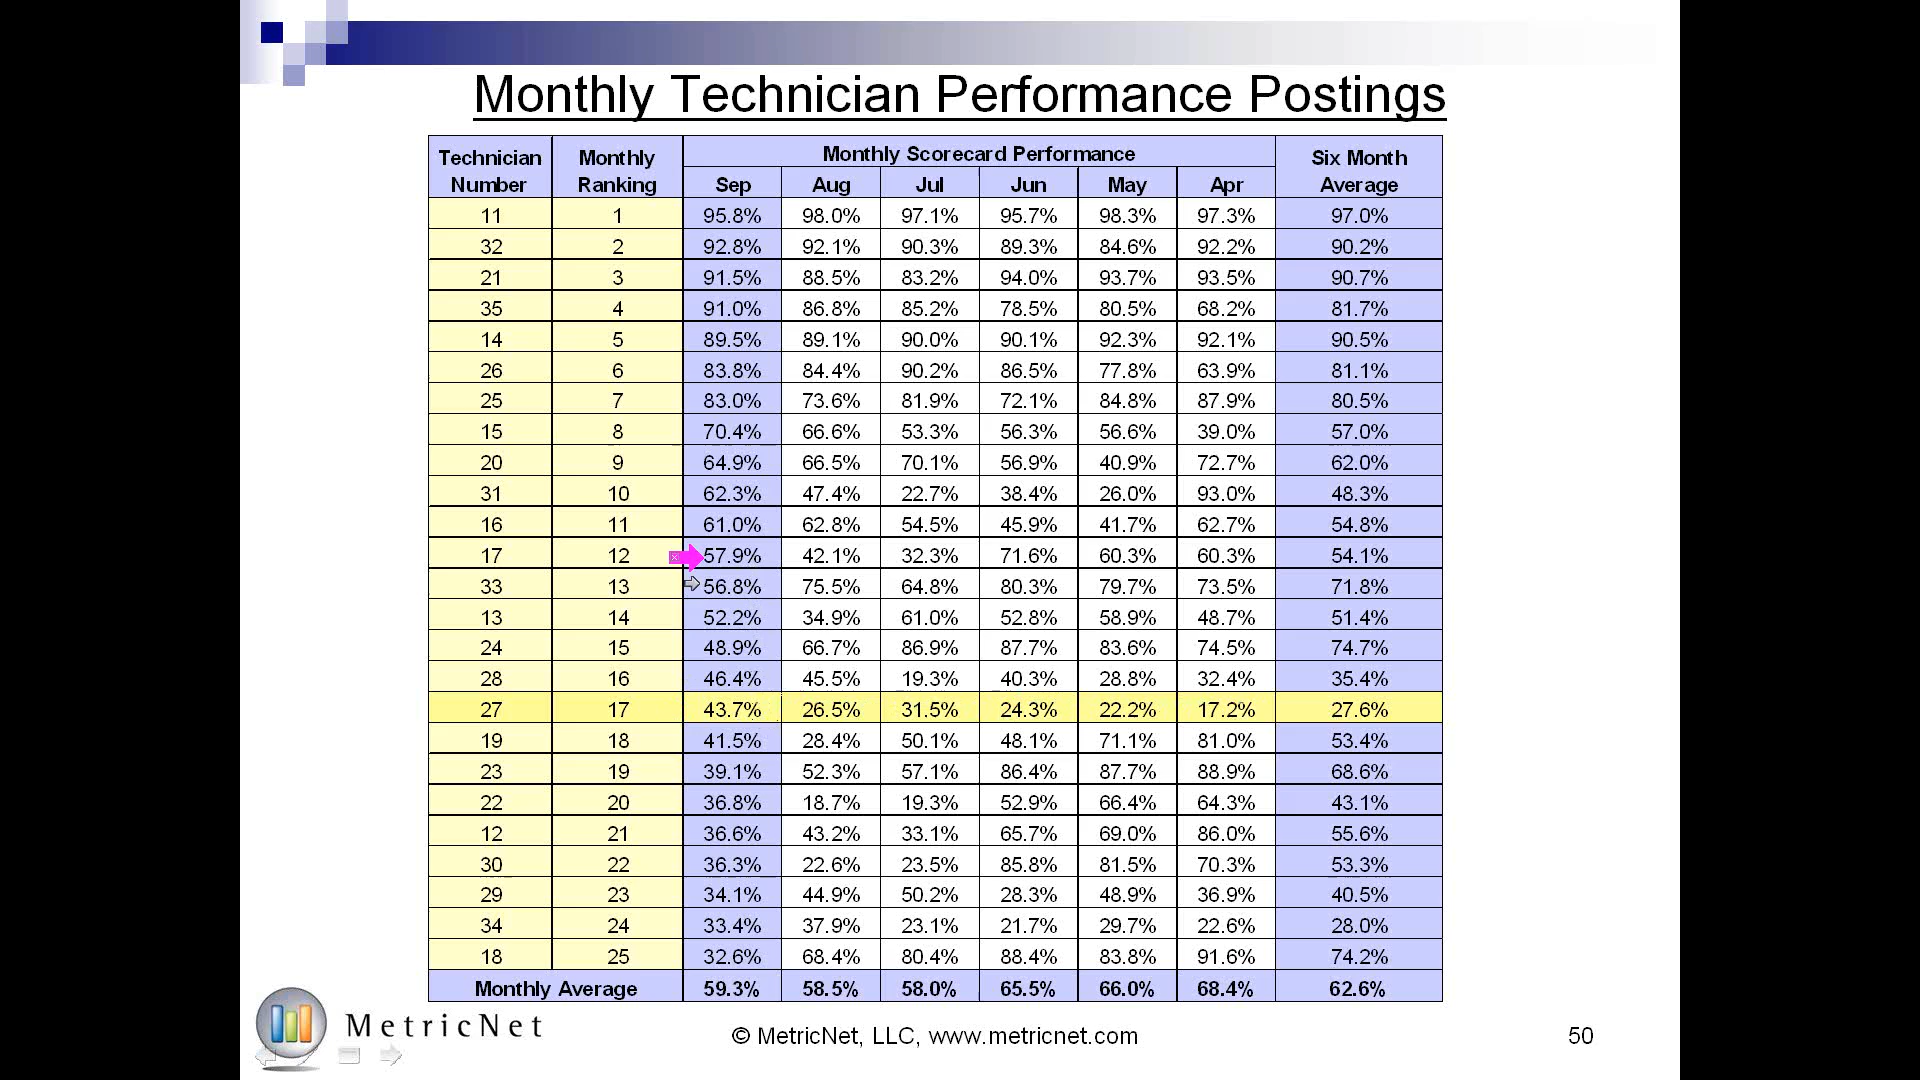 Monthly Technician Performance Postings
Technician Number Monthly Ranking Monthly Scorecard Performance Six Month Average
Sep Aug Jul Jun May Apr
11 1 95.8% 98.0% 97.1% 95.7% 98.3% 97.3% 97.0%
32 2 92.8% 92.1% 90.3% 89.3% 84.6% 92.2% 90.2%
21 3 91.5% 88.5% 83.2% 94.0% 93.7% 93.5% 90.7%
35 4 91.0% 86.8% 85.2% 78.5% 80.5% 68.2% 81.7%
14 5 89.5% 89.1% 90.0% 90.1% 92.3% 92.1% 90.5%
26 6 83.8% 84.4% 90.2% 86.5% 77.8% 63.9% 81.1%
25 7 83.0% 73.6% 81.9% 72.1% 84.8% 87.9% 80.5%
15 8 70.4% 66.6% 53.3% 56.3% 56.6% 39.0% 57.0%
20 9 64.9% 66.5% 70.1% 56.9% 40.9% 72.7% 62.0%
31 10 62.3% 47.4% 22.7% 38.4% 26.0% 93.0% 48.3%
16 11 61.0% 62.8% 54.5% 45.9% 41.7% 62.7% 54.8%
17 12 57.9% 42.1% 32.3% 71.6% 60.3% 60.3% 54.1%
33 13 56.8% 75.5% 64.8% 80.3% 79.7% 73.5% 71.8%
13 14 52.2% 34.9% 61.0% 52.8% 58.9% 48.7% 51.4%
24 15 48.9% 66.7% 86.9% 87.7% 83.6% 74.5% 74.7%
28 16 46.4% 45.5% 19.3% 40.3% 28.8% 32.4% 35.4%
27 17 43.7% 26.5% 31.5% 24.3% 22.2% 17.2% 27.6%
19 18 41.5% 28.4% 50.1% 48.1% 71.1% 81.0% 53.4%
23 19 39.1% 52.3% 57.1% 86.4% 87.7% 88.9% 68.6%
22 20 36.8% 18.7% 19.3% 52.9% 66.4% 64.3% 43.1%
12 21 36.6% 43.2% 33.1% 65.7% 69.0% 86.0% 55.6%
30 22 36.3% 22.6% 23.5% 85.8% 81.5% 70.3% 53.3%
29 23 34.1% 44.9% 50.2% 28.3% 48.9% 36.9% 40.5%
34 24 33.4% 37.9% 23.1% 21.7% 29.7% 22.6% 28.0%
18 25 32.6% 68.4% 80.4% 88.4% 83.8% 91.6% 74.2%
Monthly Average 59.3% 58.5% 58.0% 65.5% 66.0% 68.4% 62.6%
MetricNet
© MetricNet, LLC, www.metricnet.com
50